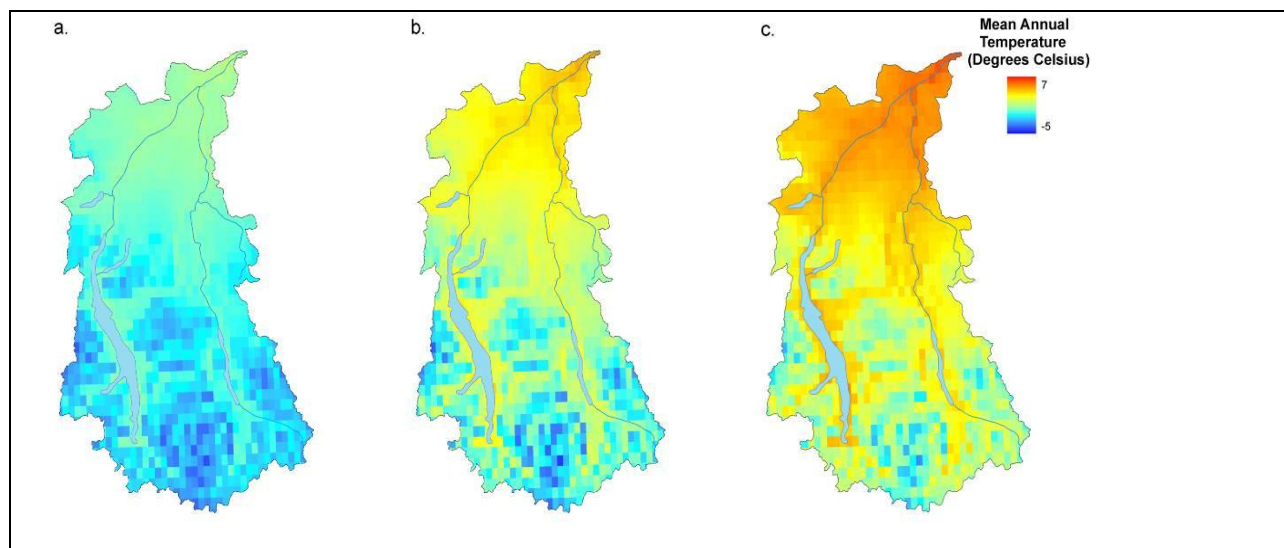 a.
b.
c.
Mean Annual
Temperature
(Degrees Celsius)
7
-5